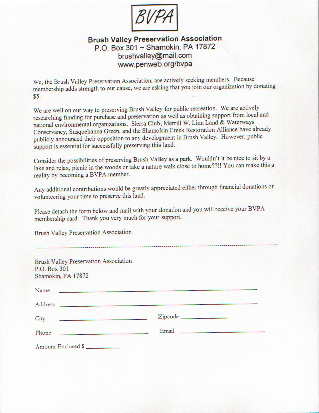 BVPA
Brush Valley Preservation Association
P.O. Box 301 ~ Shamokin, PA 17872
brushvalley@mail.com
www.penweb.org/bvpa
We, the Brush Valley Preservation Association, are actively seeking members. Because
membership adds strength to our cause, we are asking that you join our organization by donating
$5.
We are well on our way to preserving Brush Valley for public recreation. We are actively
researching funding for purchase and preservation as well as obtaining support from local and
national environmental organizations. Sierra Club, Merrill W. Linn Land & Waterways
Conservancy, Susquehanna Green, and the Shamokin Creek Restoration Alliance have already
publicly announced their opposition to any development in Brush Valley. However, public
support is essential for successfully preserving this land.
Consider the possibilities of preserving Brush Valley as a park. Wouldn't it be nice to sit by a
lake and relax, picnic in the woods or take a nature walk close to home??!! You can make this a
reality by becoming a BVPA member.
Any additional contributions would be greatly appreciated either through financial donations or
volunteering your time to preserve this land.
Please detach the form below and mail with your donation and you will receive your BVPA
membership card. Thank you very much for your support.
Brush Valley Preservation Association
Brush Valley Preservation Association
P.O. Box 301
Shamokin, PA 17872
Name
Address
City Zipcode
Phone Email
Amount Enclosed $